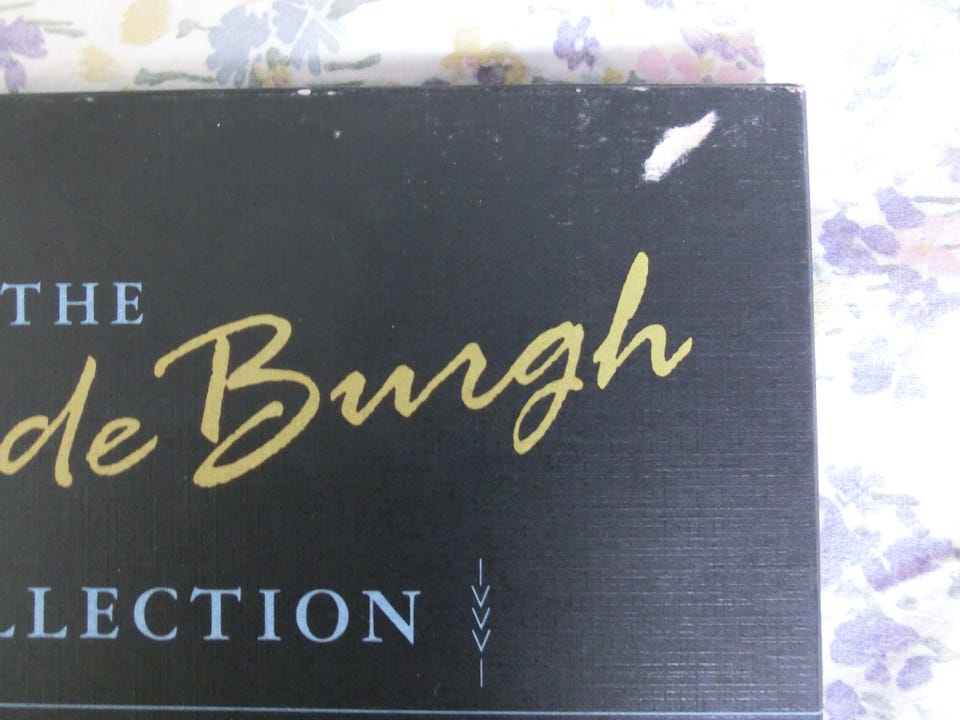 THE
de Burgh
LLECTION